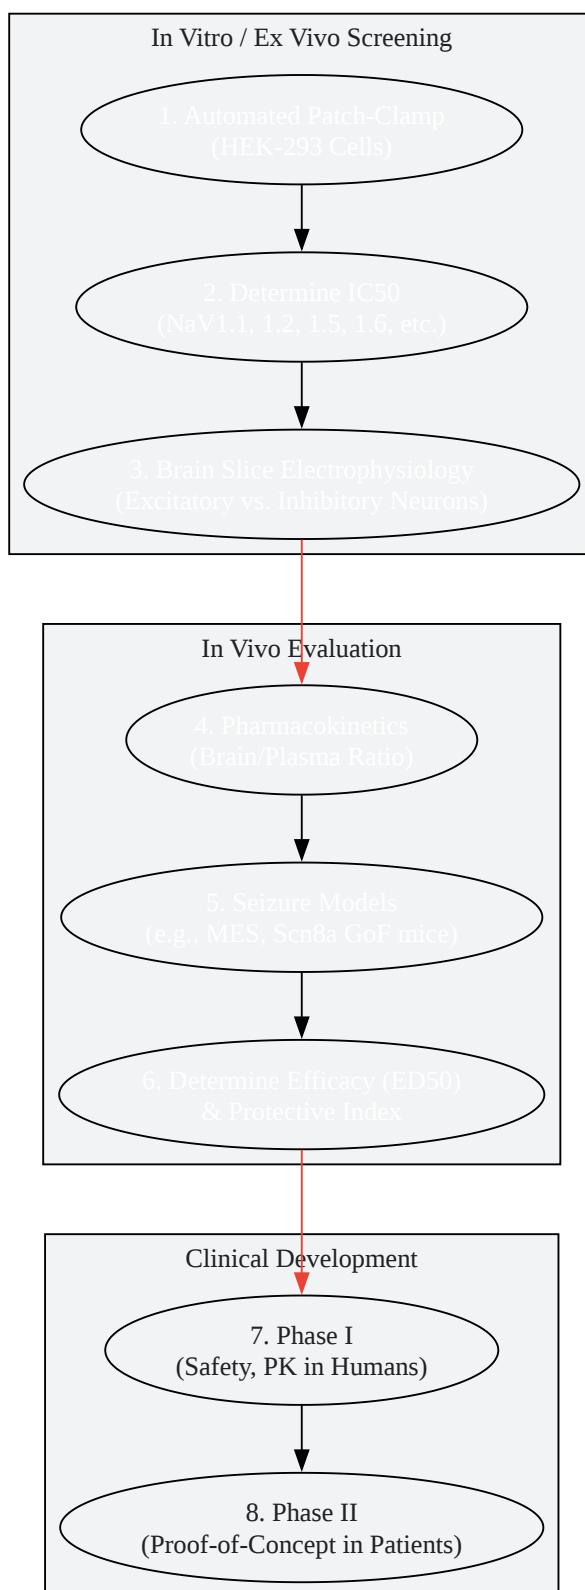 In Vitro / Ex Vivo Screening
1. Automated Patch-Clamp
(HEK-293 Cells)
2. Determine IC50
(NaV1.1, 1.2, 1.5, 1.6, etc.)
3. Brain Slice Electrophysiology
(Excitatory vs. Inhibitory Neurons)
In Vivo Evaluation
4. Pharmacokinetics
(Brain/Plasma Ratio)
5. Seizure Models
(e.g., MES, Scn8a GoF mice)
6. Determine Efficacy (ED50)
& Protective Index
Clinical Development
7. Phase I
(Safety, PK in Humans)
8. Phase II
(Proof-of-Concept in Patients)